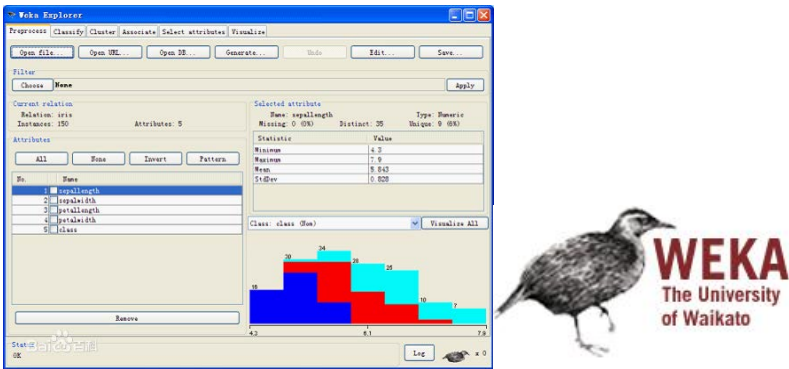 Weka Explorer
Preprocess Classify Cluster Associate Select attributes Visualize
Open file... Open URL... Open DB... Generate... Undo Edit... Save...
Filter
Choose None Apply
Current relation
Relation: iris
Instances: 150 Attributes: 5
Attributes
All None Invert Pattern
No. Name
1 sepallength
2 sepalwidth
3 petallength
4 petalwidth
5 class
Remove
Selected attribute
Name: sepallength Type: Numeric
Missing: 0 (0%) Distinct: 35 Unique: 9 (6%)
Statistic Value
Minimum 4.3
Maximum 7.9
Mean 5.843
StdDev 0.828
Class: class (Nom) Visualize All
16 30 34 28 25 10 7
4.3 6.1 7.9
Status
OK
Log x 0
Bai 百科
WEKA
The University
of Waikato